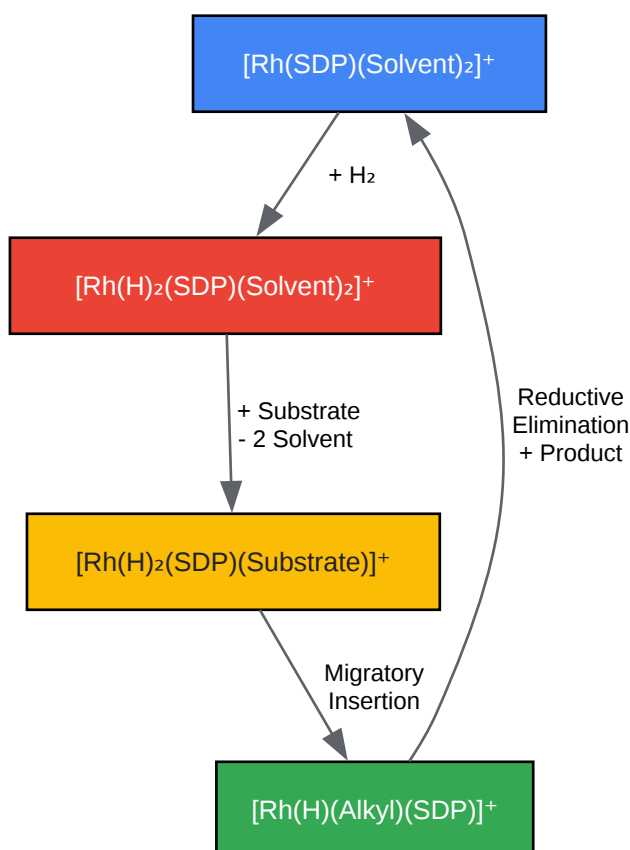 [Rh(SDP)(Solvent)₂]⁺
+ H₂
[Rh(H)₂(SDP)(Solvent)₂]⁺
+ Substrate
- 2 Solvent
Reductive
Elimination
+ Product
[Rh(H)₂(SDP)(Substrate)]⁺
Migratory
Insertion
[Rh(H)(Alkyl)(SDP)]⁺